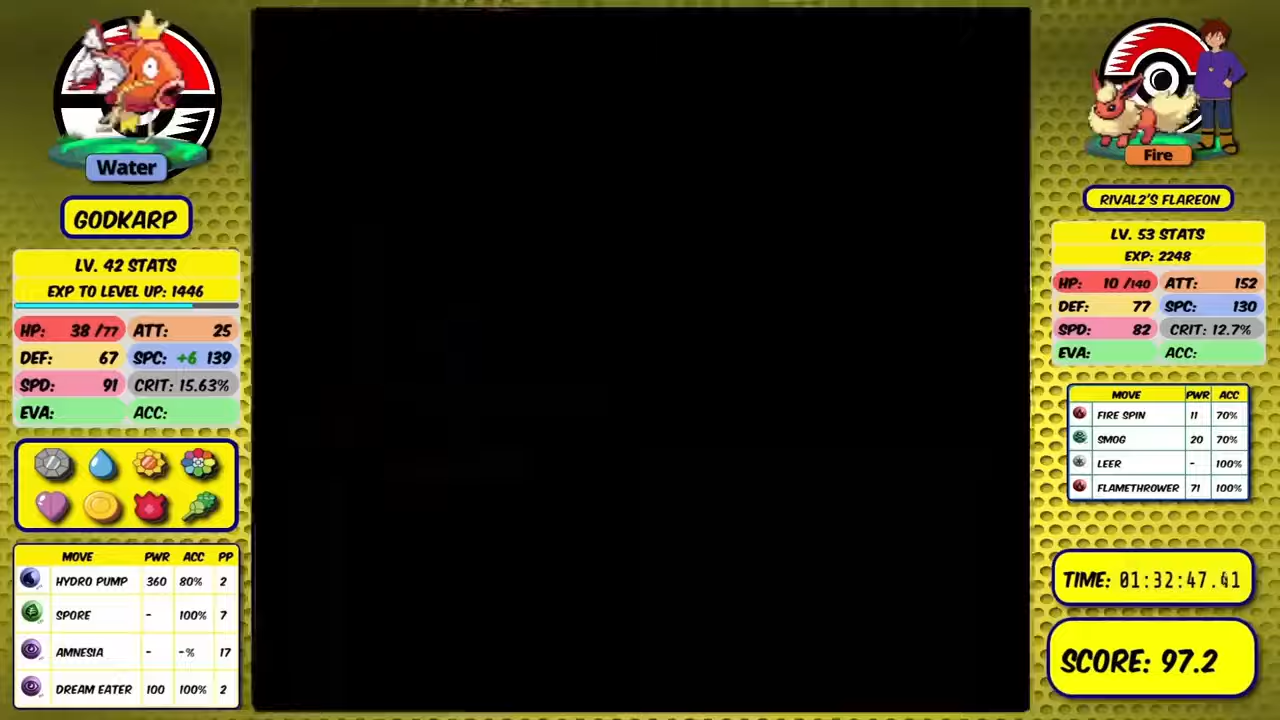 Water
GODKARP
LV. 42 STATS
EXP TO LEVEL UP: 1446
HP: 38 /77 ATT: 25
DEF: 67 SPC: +6 139
SPD: 91 CRIT: 15.63%
EVA: ACC:
MOVE PWR ACC PP
HYDRO PUMP 360 80% 2
SPORE - 100% 7
AMNESIA - -% 17
DREAM EATER 100 100% 2
Fire
RIVAL2'S FLAREON
LV. 53 STATS
EXP: 2248
HP: 10 /140 ATT: 152
DEF: 77 SPC: 130
SPD: 82 CRIT: 12.7%
EVA: ACC:
MOVE PWR ACC
FIRE SPIN 11 70%
SMOG 20 70%
LEER - 100%
FLAMETHROWER 71 100%
TIME: 01:32:47.41
SCORE: 97.2